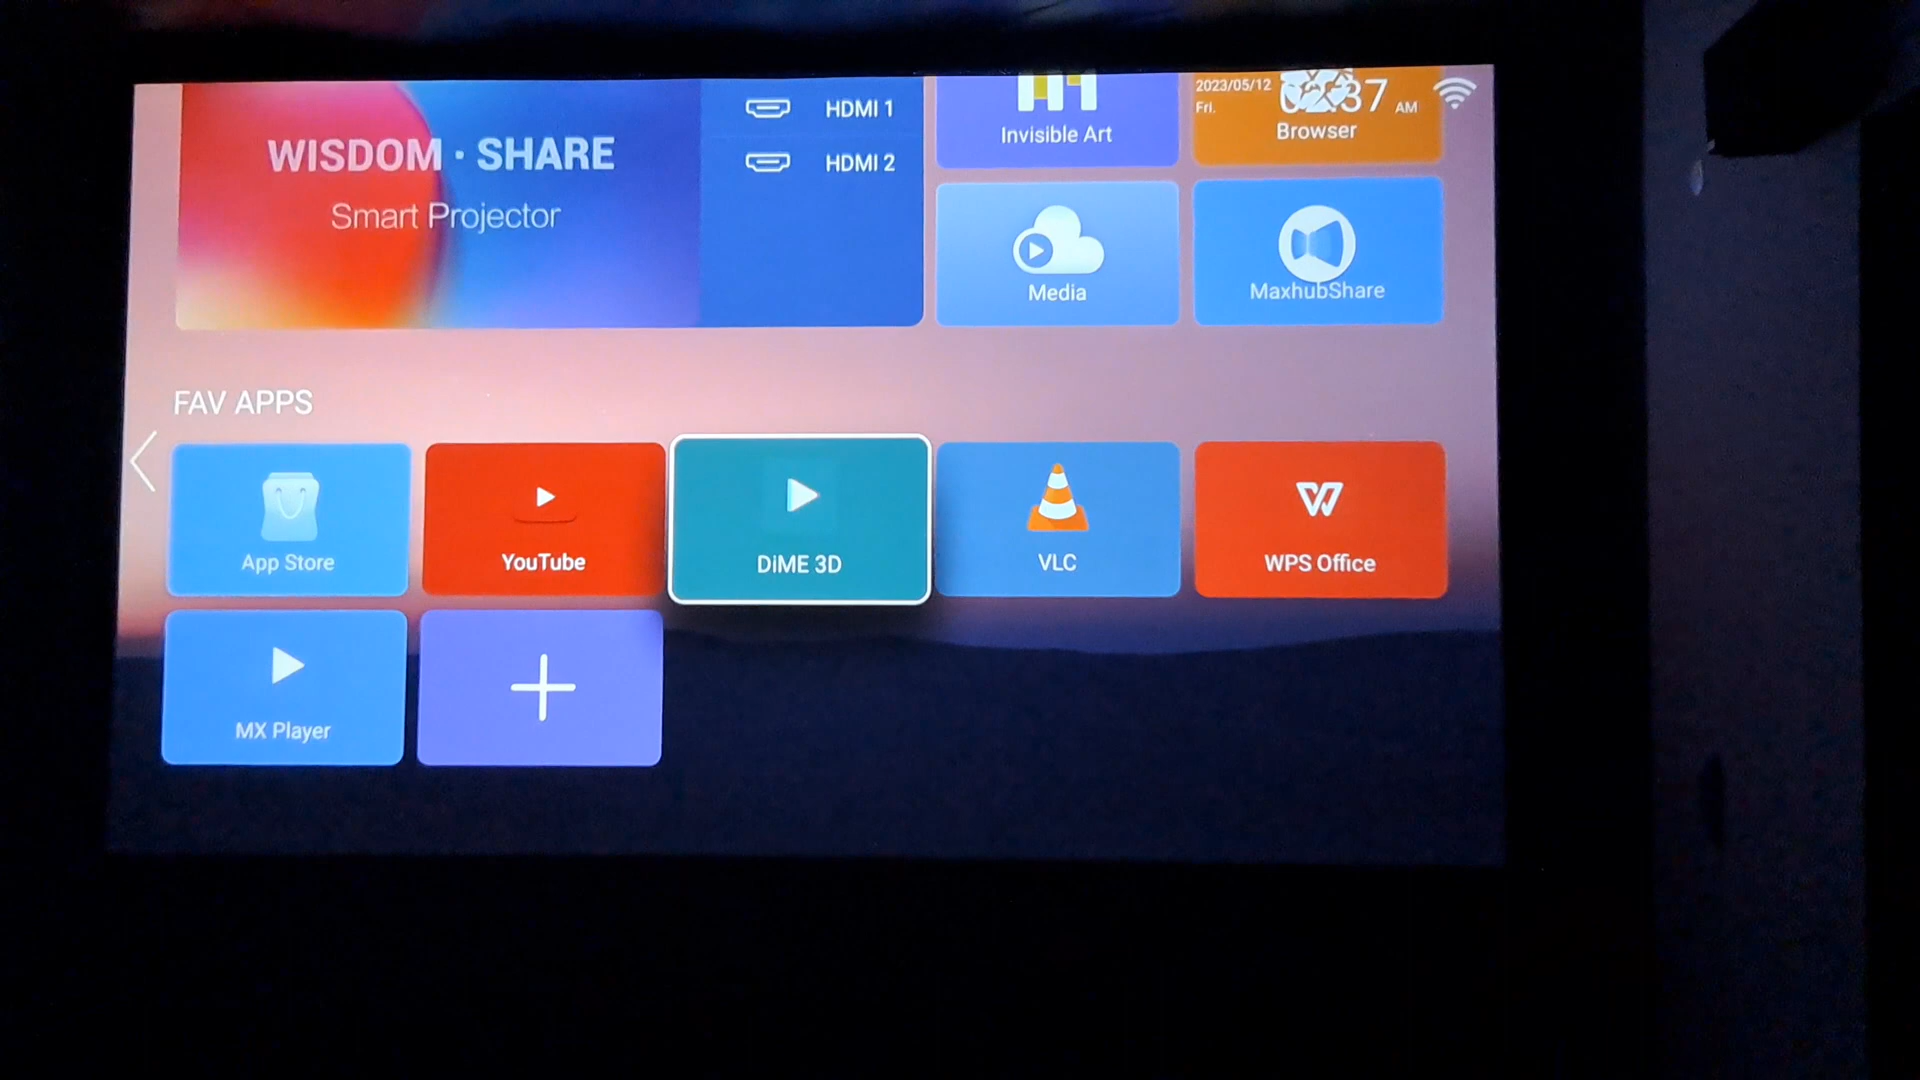 WISDOM · SHARE
Smart Projector
HDMI 1
HDMI 2
Invisible Art
2023/05/12
Fri.
AM
Browser
Media
MaxhubShare
FAV APPS
App Store
YouTube
DiME 3D
VLC
WPS Office
MX Player